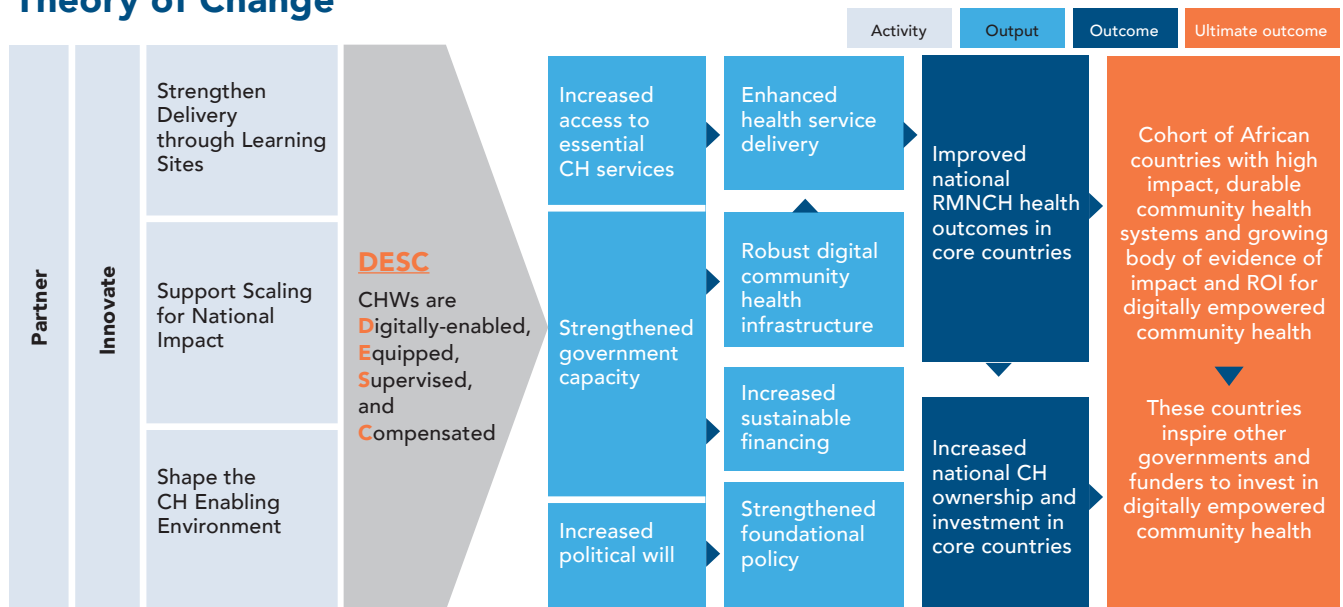 Theory of Change
Activity
Output
Outcome
Ultimate outcome
Partner
Innovate
Strengthen
Delivery
through Learning
Sites
Support Scaling
for National
Impact
Shape the
CH Enabling
Environment
DESC
CHWs are
Digitally-enabled,
Equipped,
Supervised,
and
Compensated
Increased
access to
essential
CH services
Strengthened
government
capacity
Increased
political will
Enhanced
health service
delivery
Robust digital
community
health
infrastructure
Increased
sustainable
financing
Strengthened
foundational
policy
Improved
national
RMNCH health
outcomes in
core countries
Increased
national CH
ownership and
investment in
core countries
Cohort of African
countries with high
impact, durable
community health
systems and growing
body of evidence of
impact and ROI for
digitally empowered
community health
These countries
inspire other
governments and
funders to invest in
digitally empowered
community health